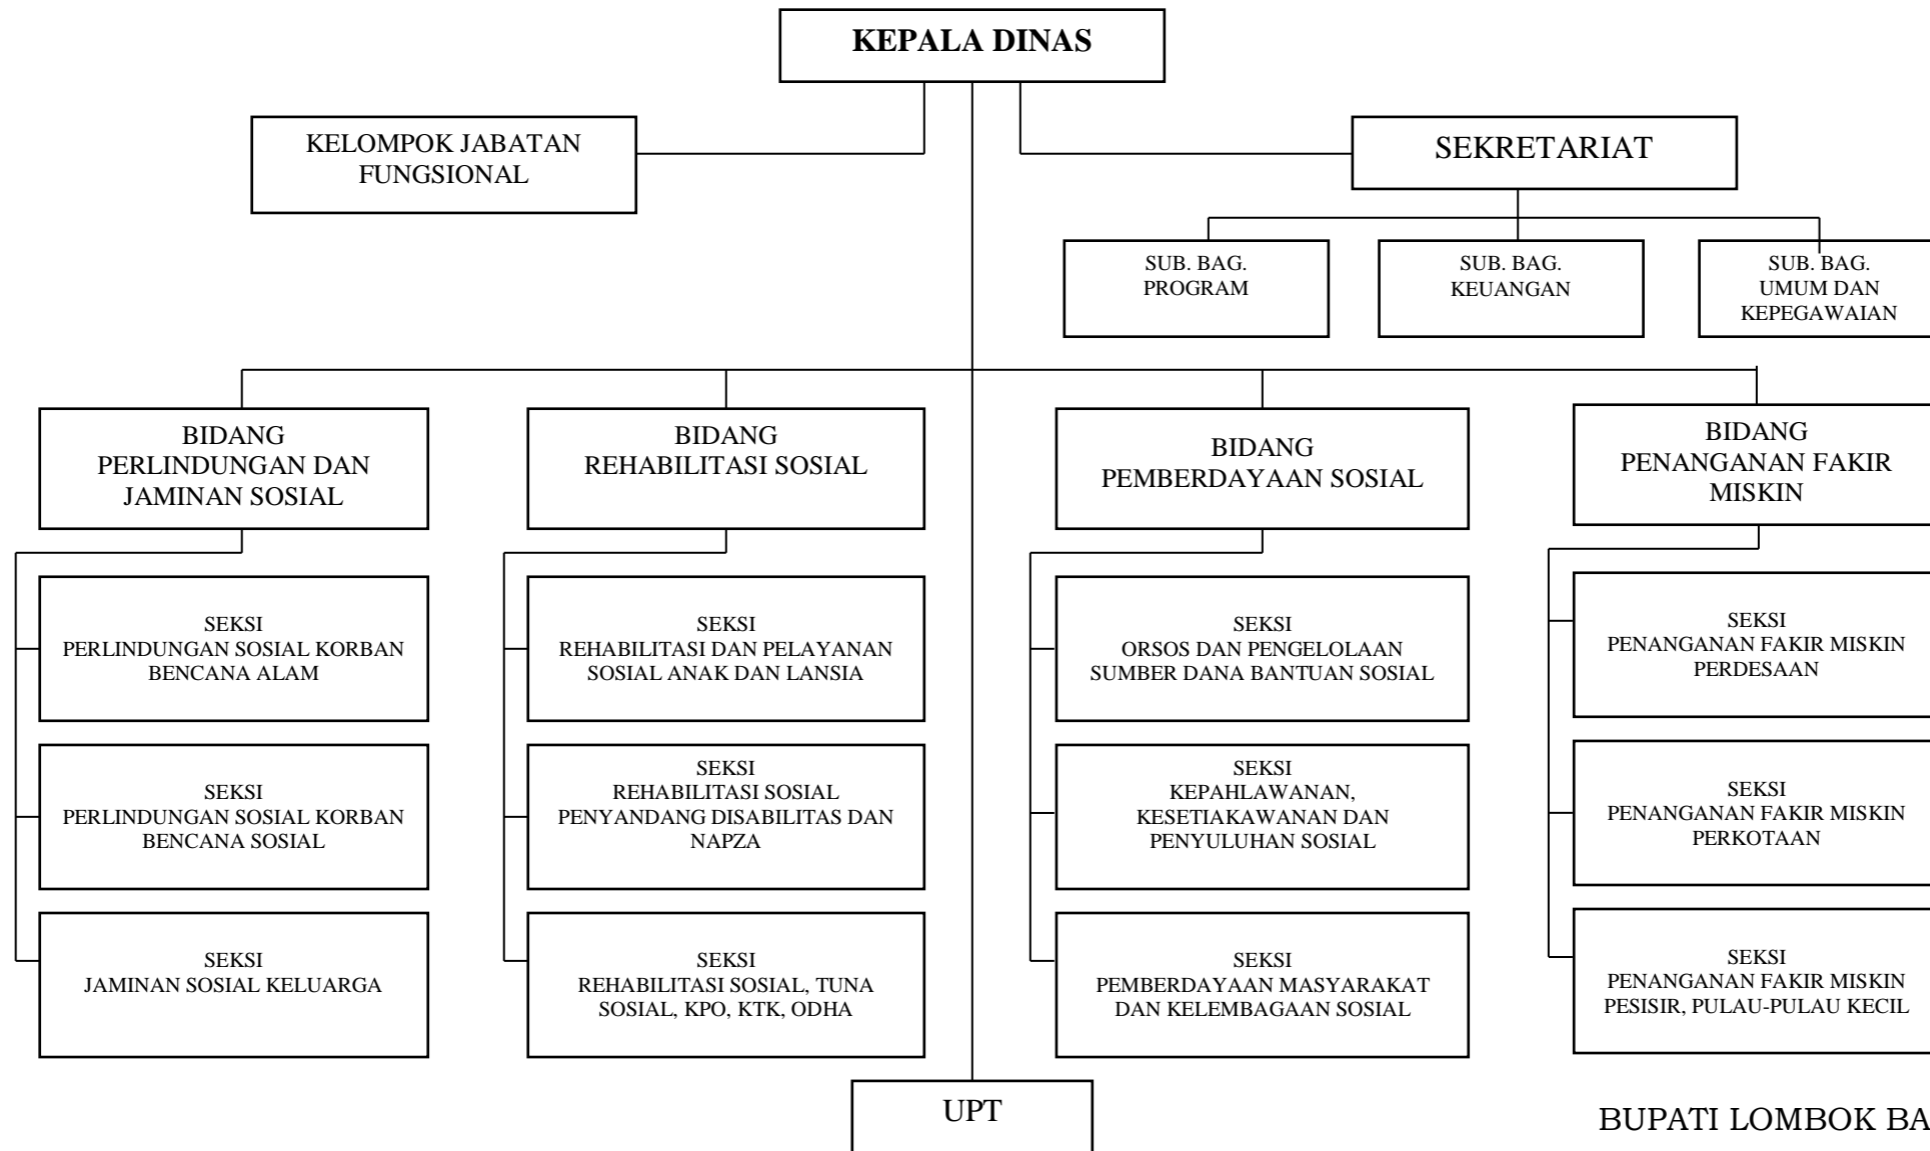 KEPALA DINAS
KELOMPOK JABATAN
FUNGSIONAL
SEKRETARIAT
SUB. BAG.
PROGRAM
SUB. BAG.
KEUANGAN
SUB. BAG.
UMUM DAN
KEPEGAWAIAN
BIDANG
PERLINDUNGAN DAN
JAMINAN SOSIAL
BIDANG
REHABILITASI SOSIAL
BIDANG
PEMBERDAYAAN SOSIAL
BIDANG
PENANGANAN FAKIR
MISKIN
SEKSI
PERLINDUNGAN SOSIAL KORBAN
BENCANA ALAM
SEKSI
REHABILITASI DAN PELAYANAN
SOSIAL ANAK DAN LANSIA
SEKSI
ORSOS DAN PENGELOLAAN
SUMBER DANA BANTUAN SOSIAL
SEKSI
PENANGANAN FAKIR MISKIN
PERDESAAN
SEKSI
PERLINDUNGAN SOSIAL KORBAN
BENCANA SOSIAL
SEKSI
REHABILITASI SOSIAL
PENYANDANG DISABILITAS DAN
NAPZA
SEKSI
KEPAHLAWANAN,
KESETIAKAWANAN DAN
PENYULUHAN SOSIAL
SEKSI
PENANGANAN FAKIR MISKIN
PERKOTAAN
SEKSI
JAMINAN SOSIAL KELUARGA
SEKSI
REHABILITASI SOSIAL, TUNA
SOSIAL, KPO, KTK, ODHA
SEKSI
PEMBERDAYAAN MASYARAKAT
DAN KELEMBAGAAN SOSIAL
SEKSI
PENANGANAN FAKIR MISKIN
PESISIR, PULAU-PULAU KECIL
UPT
BUPATI LOMBOK BA